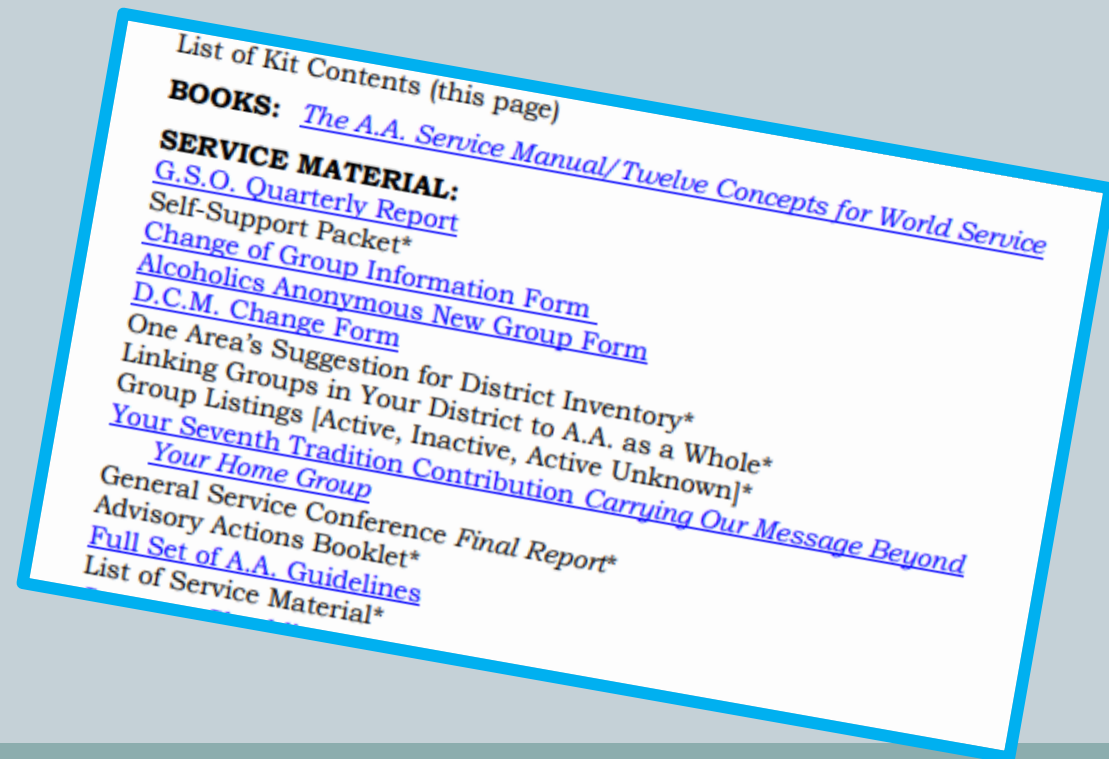 List of Kit Contents (this page)
BOOKS: The A.A. Service Manual/Twelve Concepts for World Service
SERVICE MATERIAL:
G.S.O. Quarterly Report
Self-Support Packet*
Change of Group Information Form
Alcoholics Anonymous New Group Form
D.C.M. Change Form
One Area’s Suggestion for District Inventory*
Linking Groups in Your District to A.A. as a Whole*
Group Listings [Active, Inactive, Active Unknown]*
Your Seventh Tradition Contribution Carrying Our Message Beyond
Your Home Group
General Service Conference Final Report*
Advisory Actions Booklet*
Full Set of A.A. Guidelines
List of Service Material*